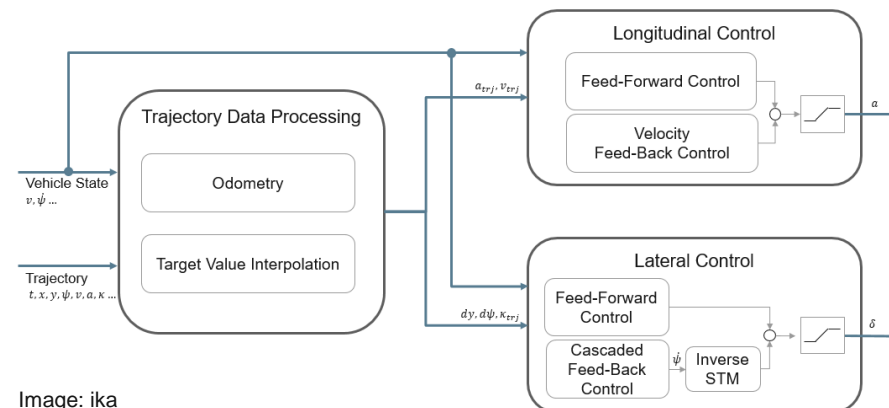 Longitudinal Control
Feed-Forward Control
Velocity
Feed-Back Control
a
a_trj, v_trj
Trajectory Data Processing
Odometry
Target Value Interpolation
Vehicle State
v, ψ̇ ...
Trajectory
t, x, y, ψ, v, a, κ ...
Lateral Control
Feed-Forward
Control
Cascaded
Feed-Back
Control
ψ̇
Inverse
STM
δ
dy, dψ, κ_trj
Image: ika